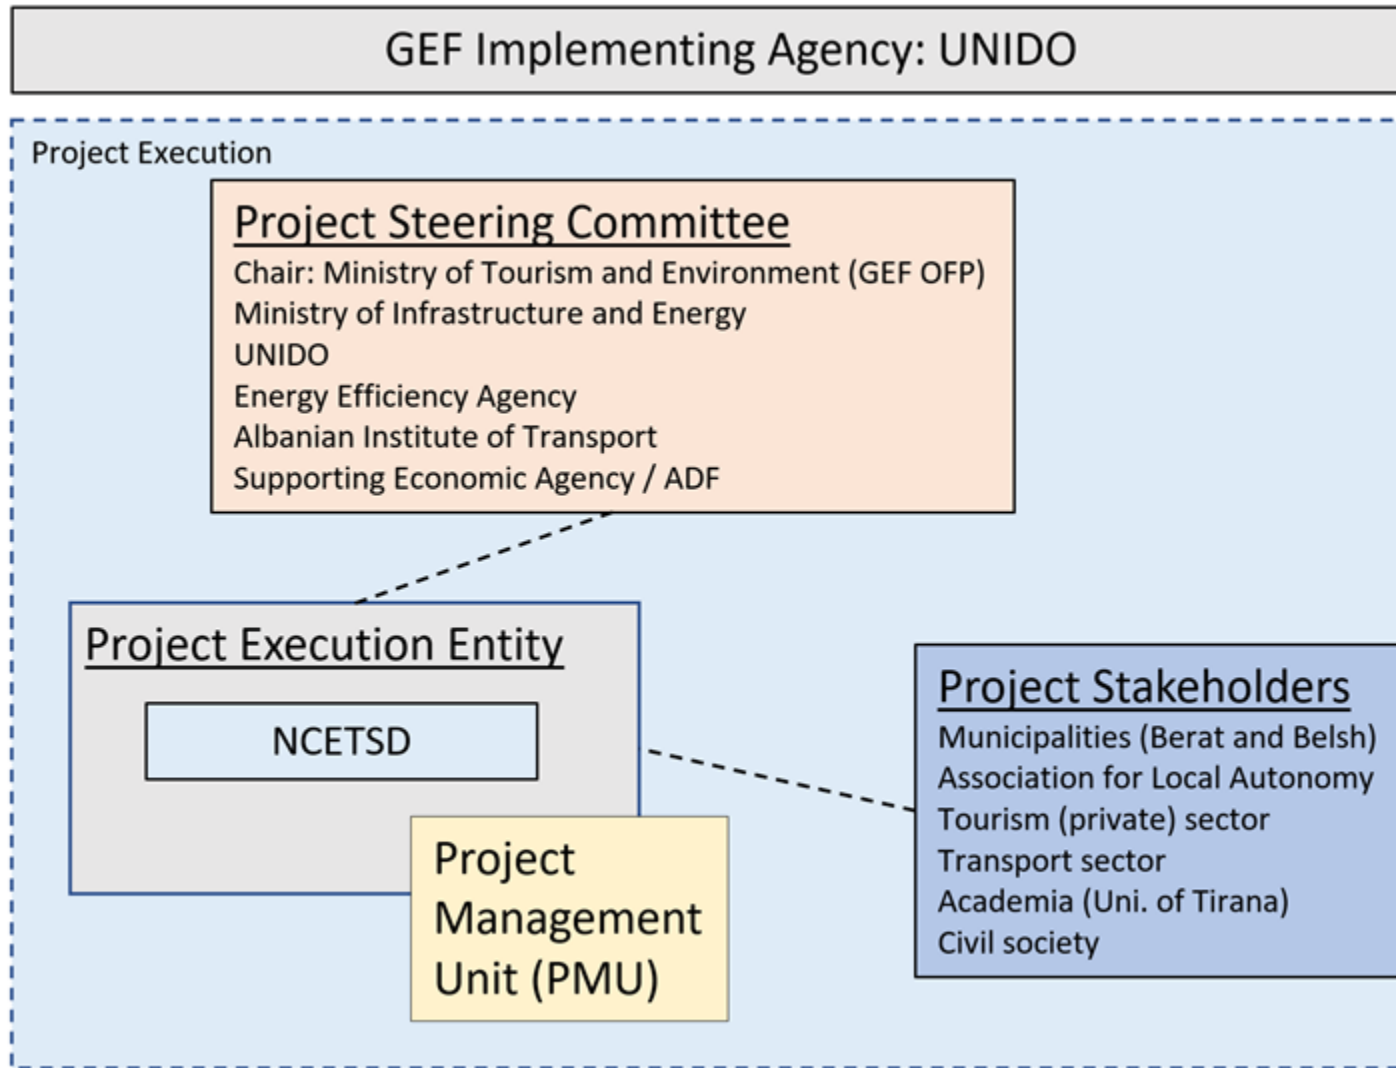 GEF Implementing Agency: UNIDO
Project Execution
Project Steering Committee
Chair: Ministry of Tourism and Environment (GEF OFP)
Ministry of Infrastructure and Energy
UNIDO
Energy Efficiency Agency
Albanian Institute of Transport
Supporting Economic Agency / ADF
Project Execution Entity
NCETSD
Project
Management
Unit (PMU)
Project Stakeholders
Municipalities (Berat and Belsh)
Association for Local Autonomy
Tourism (private) sector
Transport sector
Academia (Uni. of Tirana)
Civil society